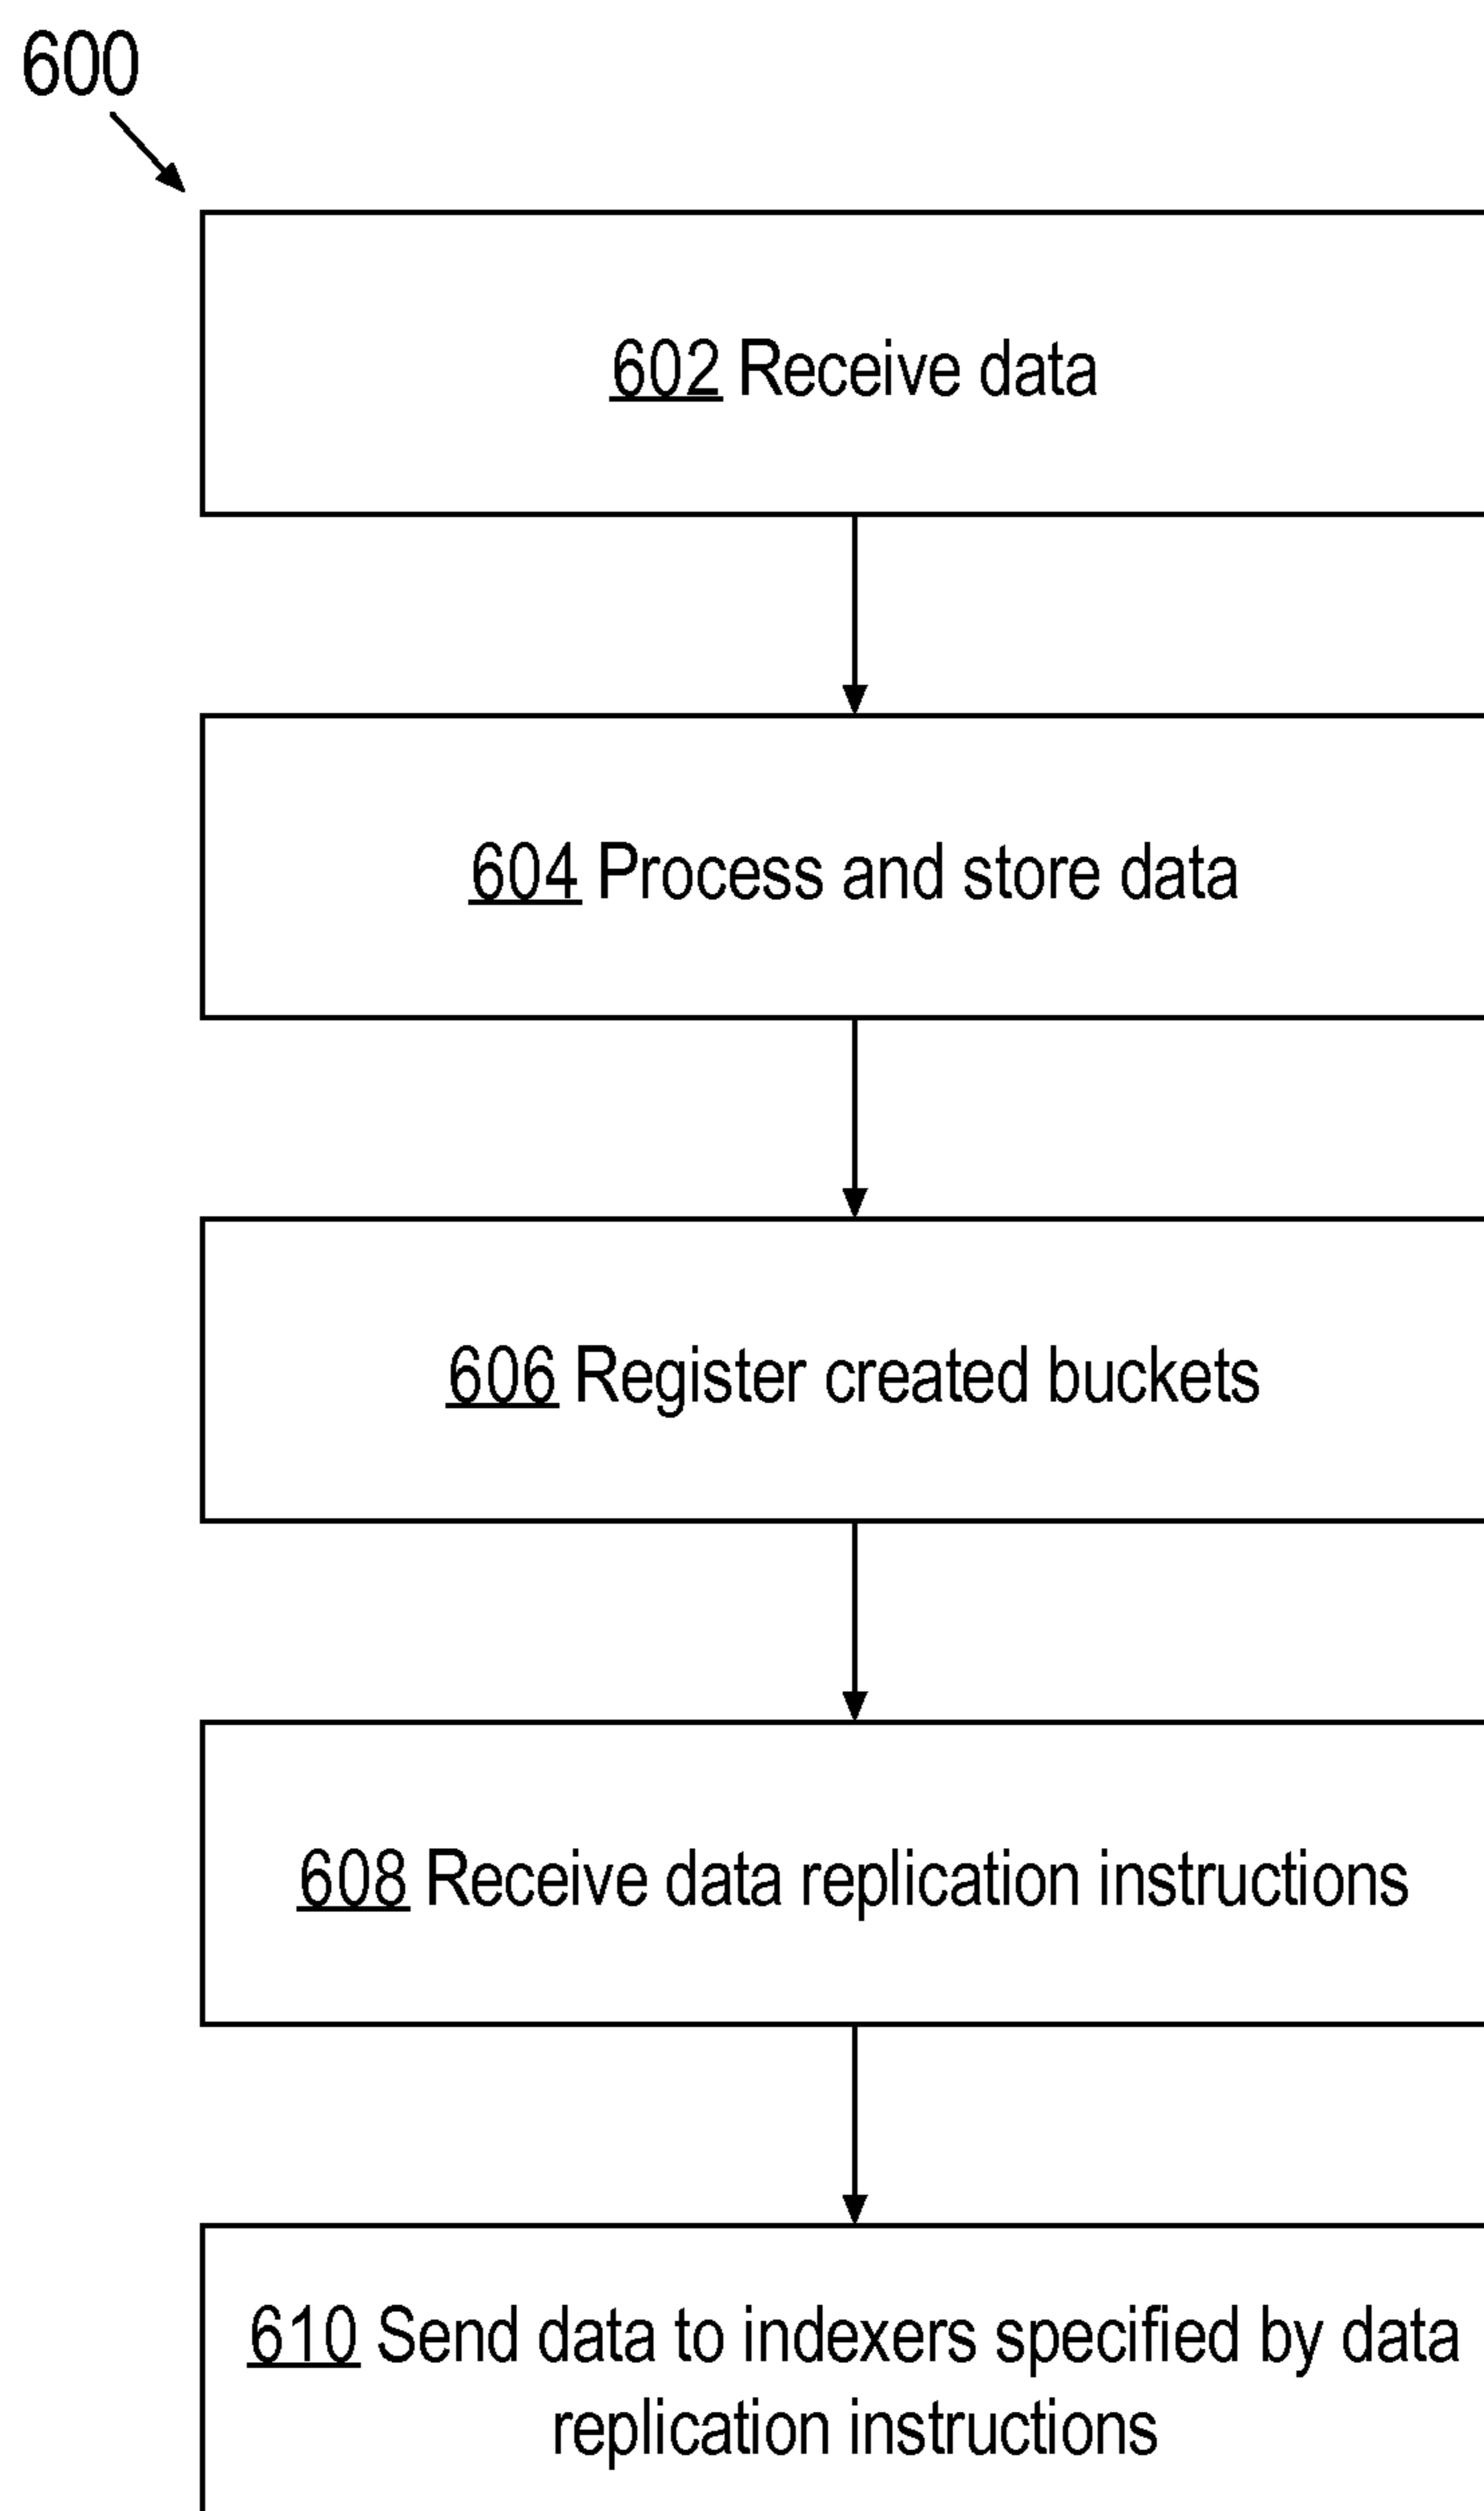 600
602 Receive data
604 Process and store data
606 Register created buckets
608 Receive data replication instructions
610 Send data to indexers specified by data
replication instructions